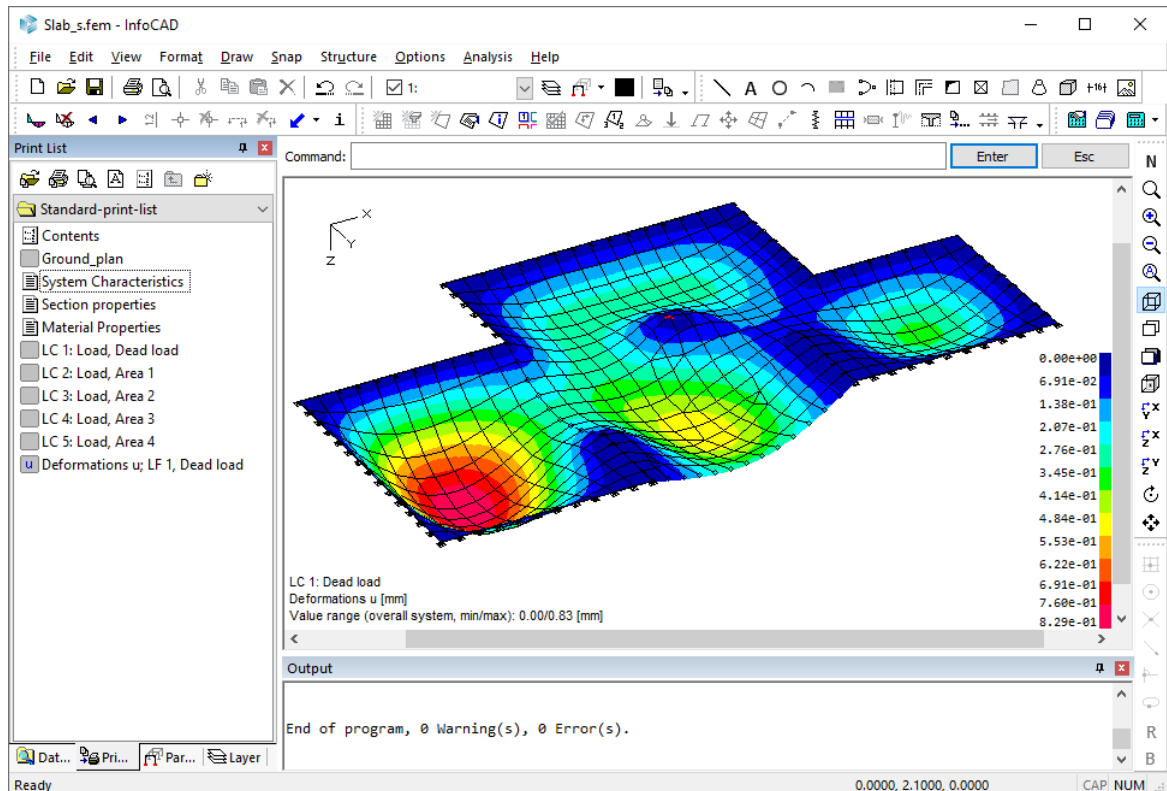 Slab_s.fem - InfoCAD
File Edit View Format Draw Snap Structure Options Analysis Help
1:
A
+16+
i
Print List
Command:
Enter
Esc
N
A
Standard-print-list
Contents
Ground_plan
System Characteristics
Section properties
Material Properties
LC 1: Load, Dead load
LC 2: Load, Area 1
LC 3: Load, Area 2
LC 4: Load, Area 3
LC 5: Load, Area 4
u Deformations u; LF 1, Dead load
X
Y
Z
0.00e+00
6.91e-02
1.38e-01
2.07e-01
2.76e-01
3.45e-01
4.14e-01
4.84e-01
5.53e-01
6.22e-01
6.91e-01
7.60e-01
8.29e-01
LC 1: Dead load
Deformations u [mm]
Value range (overall system, min/max): 0.00/0.83 [mm]
Output
End of program, 0 Warning(s), 0 Error(s).
R
B
Dat... Pri... Par... Layer
Ready
0.0000, 2.1000, 0.0000
CAP NUM